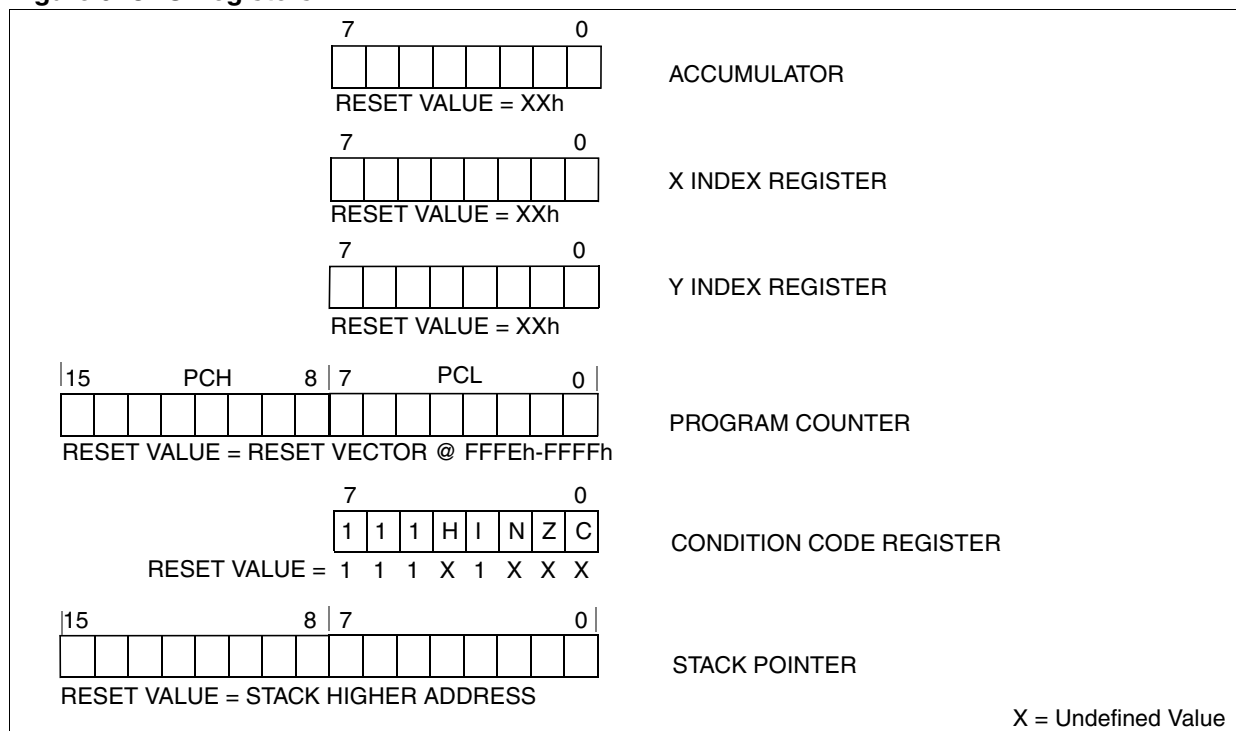 7 0
ACCUMULATOR
RESET VALUE = XXh
7 0
X INDEX REGISTER
RESET VALUE = XXh
7 0
Y INDEX REGISTER
RESET VALUE = XXh
15 PCH 8 7 PCL 0
PROGRAM COUNTER
RESET VALUE = RESET VECTOR @ FFFEh-FFFFh
7 0
1 1 1 H I N Z C
CONDITION CODE REGISTER
RESET VALUE = 1 1 1 X 1 X X X
15 8 7 0
STACK POINTER
RESET VALUE = STACK HIGHER ADDRESS
X = Undefined Value